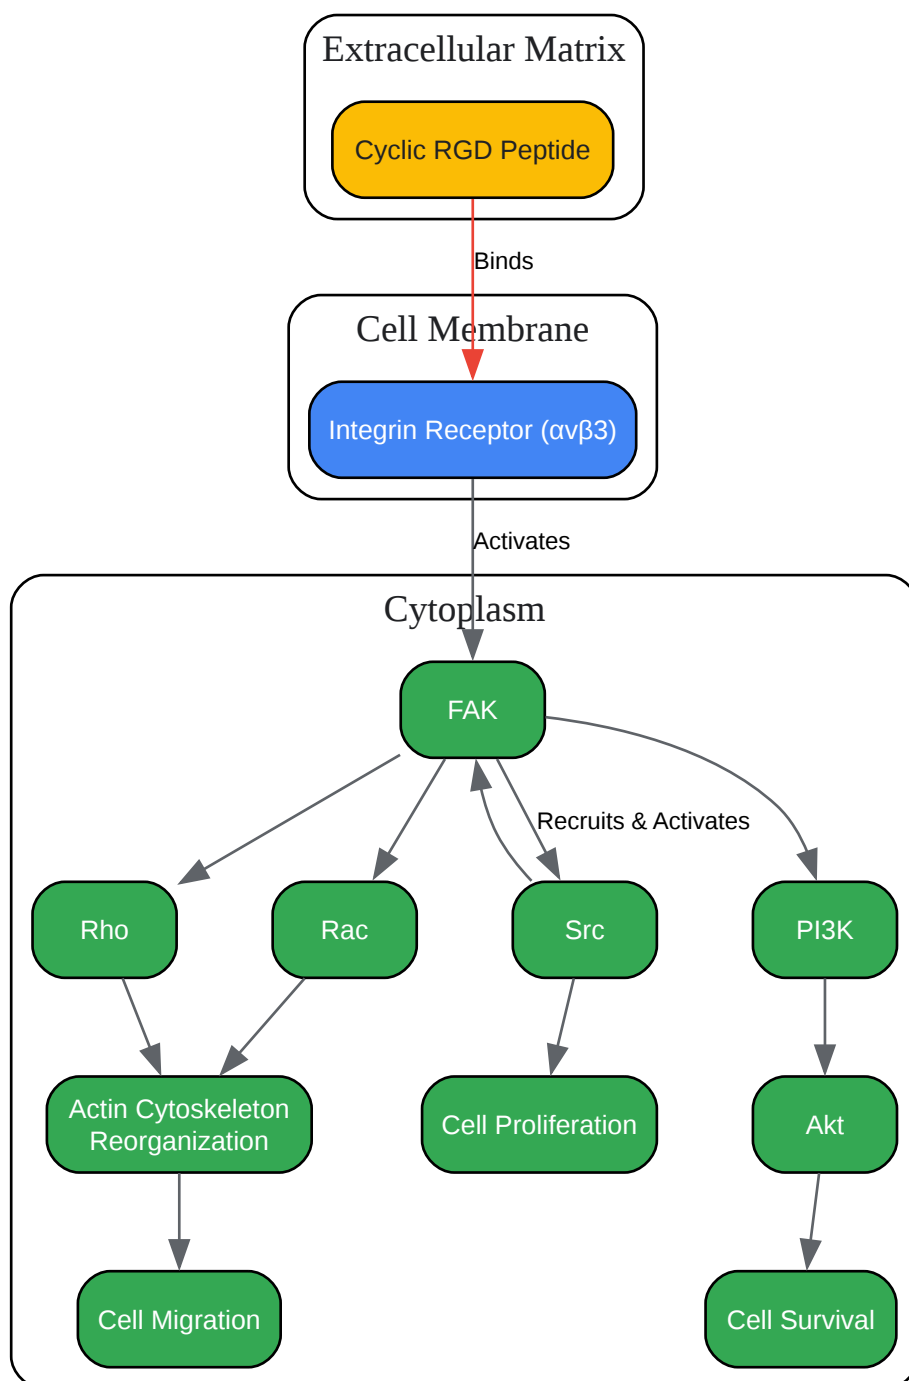 Extracellular Matrix
Cyclic RGD Peptide
Binds
Cell Membrane
Integrin Receptor (αvβ3)
Activates
Cytoplasm
FAK
Recruits & Activates
Rho
Rac
Src
PI3K
Actin Cytoskeleton
Reorganization
Cell Proliferation
Akt
Cell Migration
Cell Survival